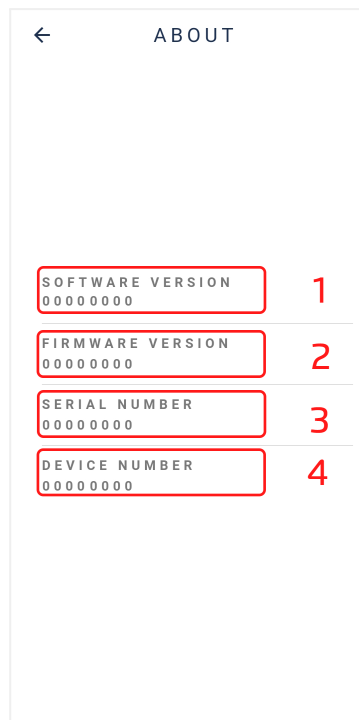 ABOUT
SOFTWARE VERSION
00000000
1
FIRMWARE VERSION
00000000
2
SERIAL NUMBER
00000000
3
DEVICE NUMBER
00000000
4